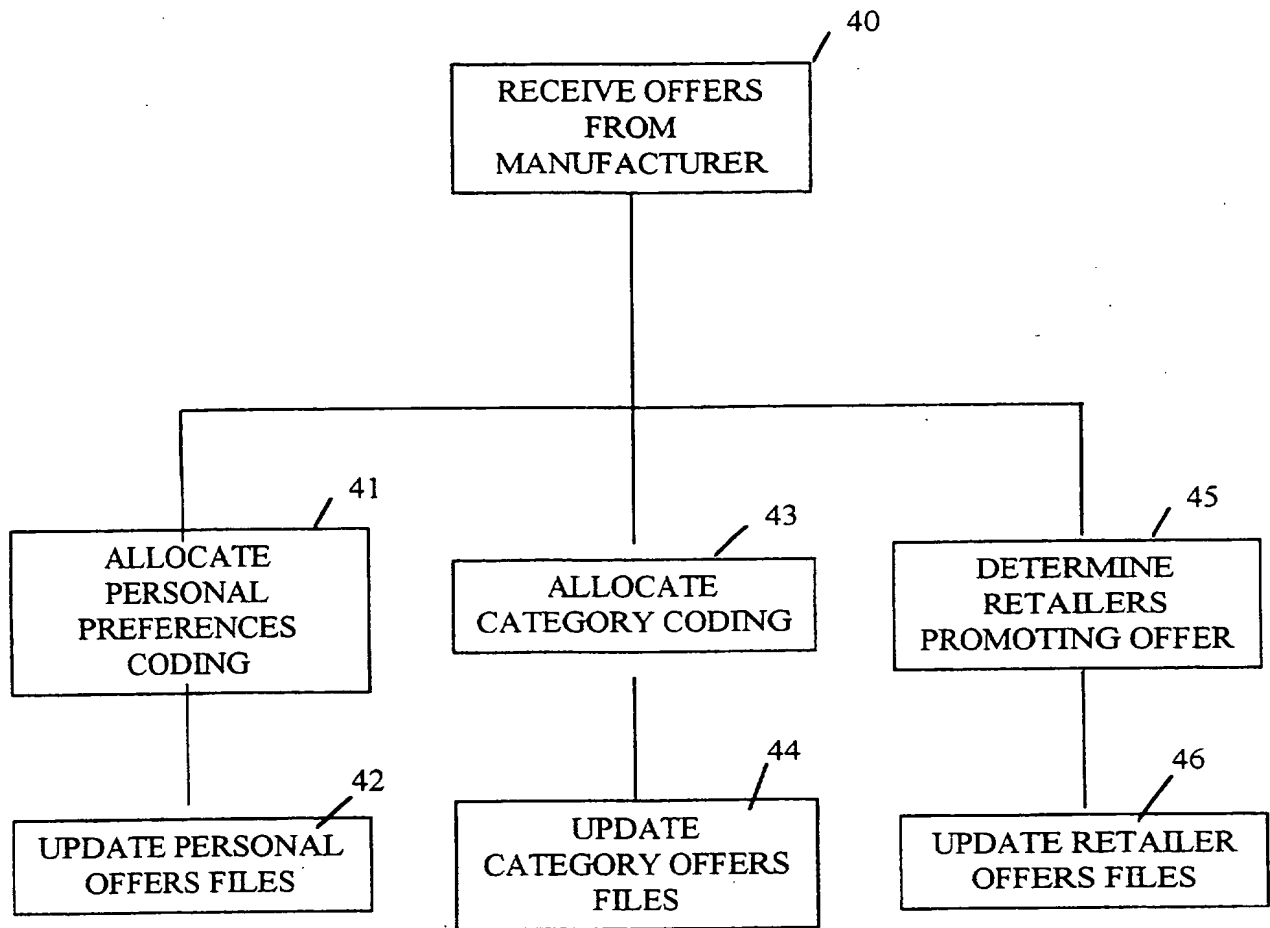 40
RECEIVE OFFERS
FROM
MANUFACTURER
41
ALLOCATE
PERSONAL
PREFERENCES
CODING
43
ALLOCATE
CATEGORY CODING
45
DETERMINE
RETAILERS
PROMOTING OFFER
42
UPDATE PERSONAL
OFFERS FILES
44
UPDATE
CATEGORY OFFERS
FILES
46
UPDATE RETAILER
OFFERS FILES